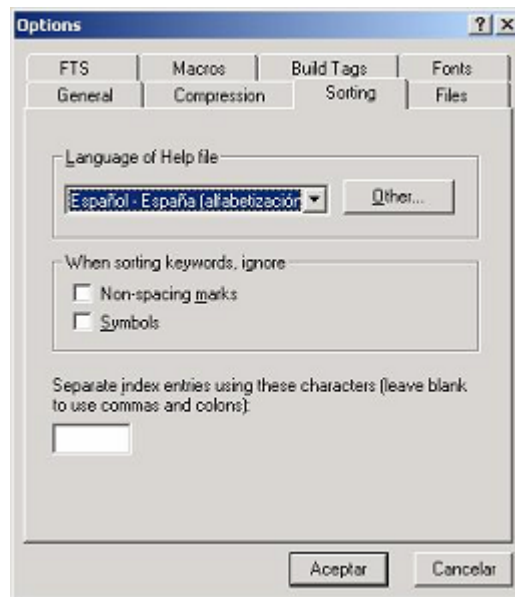 Options
FTS Macros Build Tags Fonts
General Compression Sorting Files
Language of Help file
Español - España (alfabetización
Other...
When sorting keywords, ignore
Non-spacing marks
Symbols
Separate index entries using these characters (leave blank
to use commas and colons):
Aceptar Cancelar